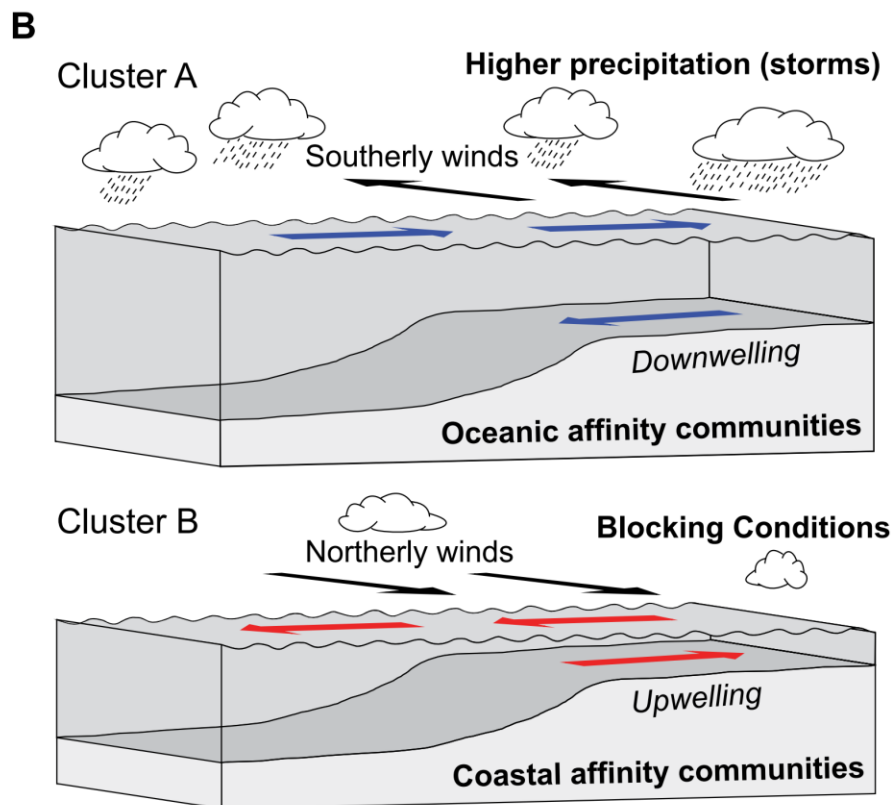 B
Cluster A
Higher precipitation (storms)
Southerly winds
Downwelling
Oceanic affinity communities
Cluster B
Northerly winds
Blocking Conditions
Upwelling
Coastal affinity communities